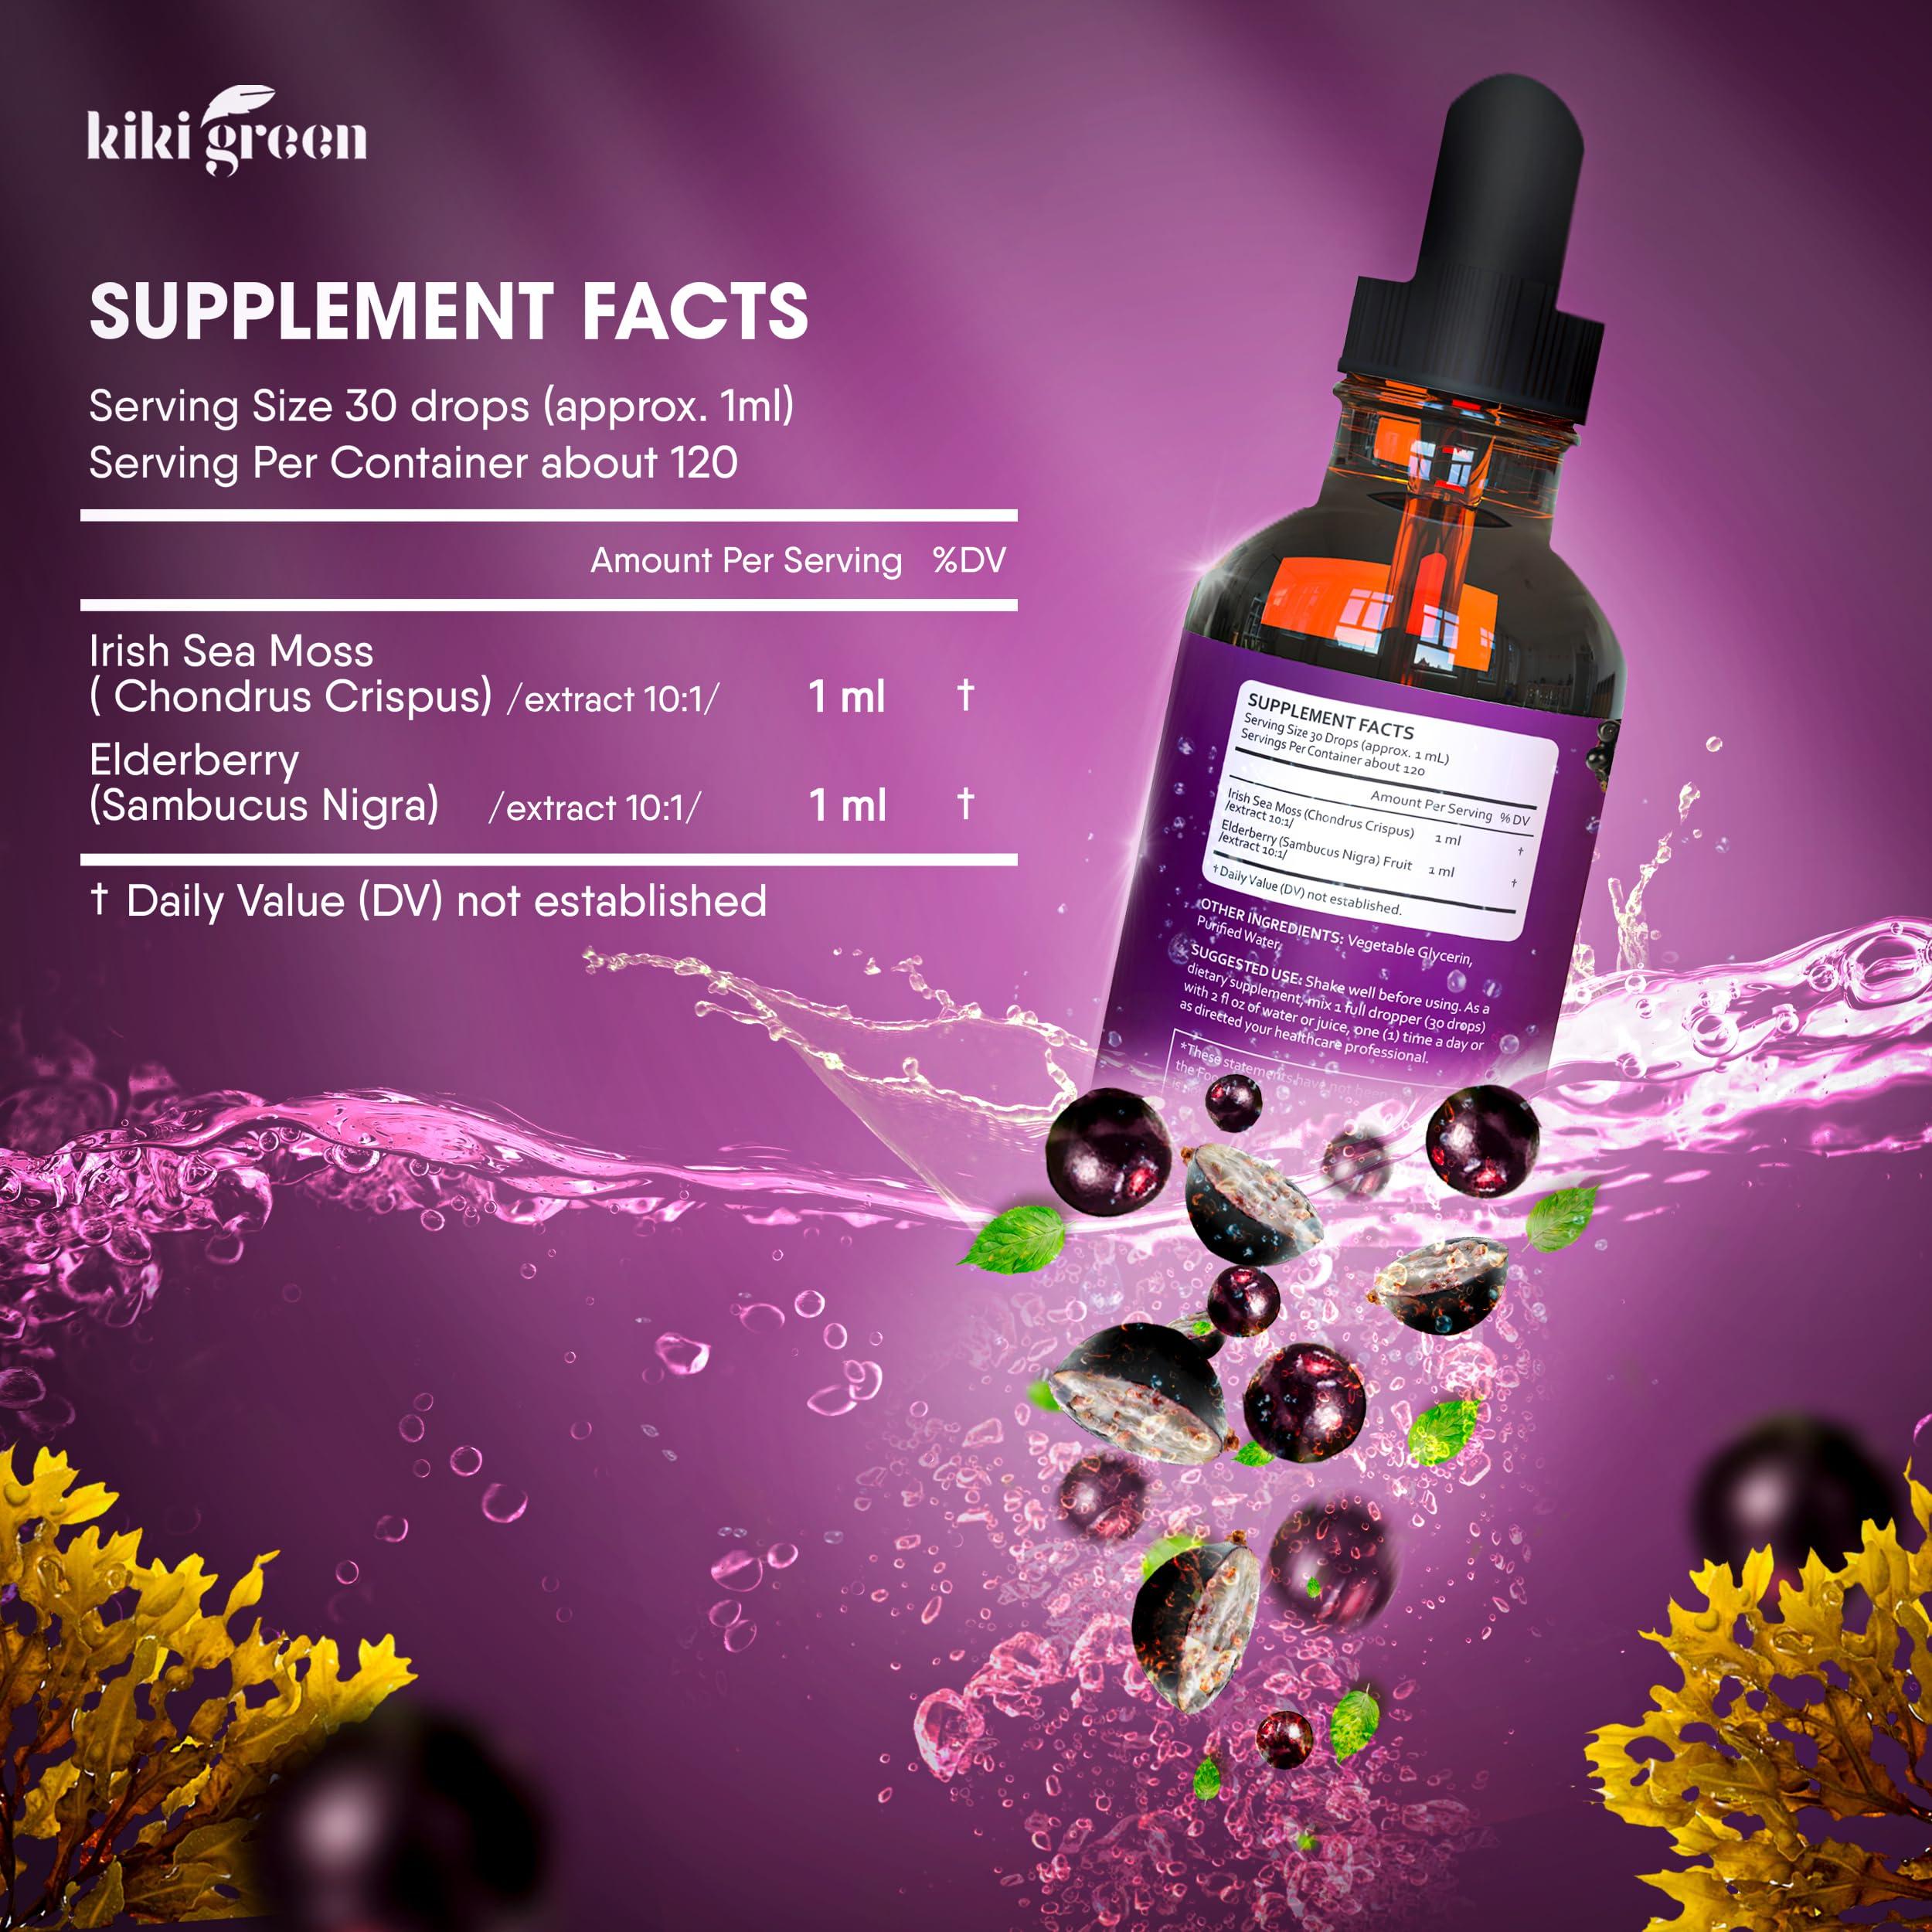 kiki green
SUPPLEMENT FACTS
Serving Size 30 drops (approx. 1ml)
Serving Per Container about 120
Amount Per Serving %DV
Irish Sea Moss
( Chondrus Crispus) /extract 10:1/ 1 ml †
Elderberry
(Sambucus Nigra) /extract 10:1/ 1 ml †
† Daily Value (DV) not established
SUPPLEMENT FACTS
Serving Size 30 Drops (approx. 1 mL)
Servings Per Container about 120
Amount Per Serving % DV
Irish Sea Moss (Chondrus Crispus) 1 ml †
/extract 10:1/
Elderberry (Sambucus Nigra) Fruit 1 ml †
/extract 10:1/
† Daily Value (DV) not established.
OTHER INGREDIENTS: Vegetable Glycerin,
Purified Water.
SUGGESTED USE: Shake well before using. As a
dietary supplement, mix 1 full dropper (30 drops)
with 2 fl oz of water or juice, one (1) time a day or
as directed your healthcare professional.
*These statements have not
the